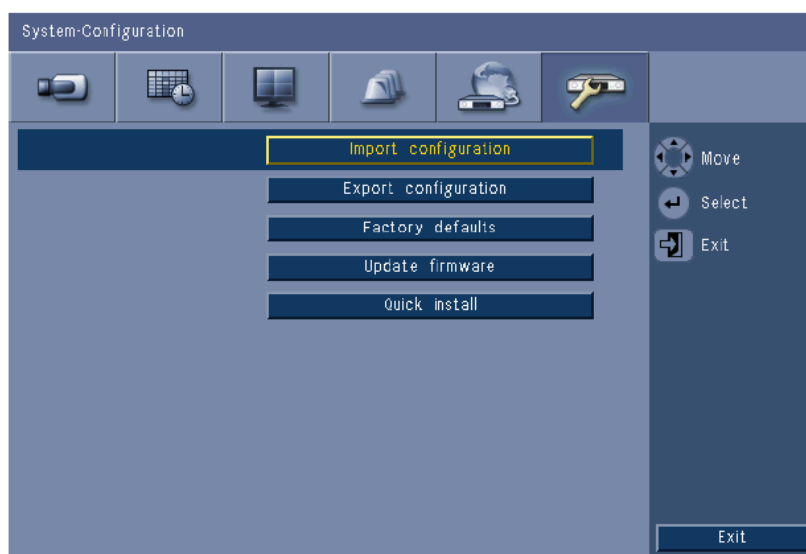 System-Configuration
Import configuration
Export configuration
Factory defaults
Update firmware
Quick install
Move
Select
Exit
Exit